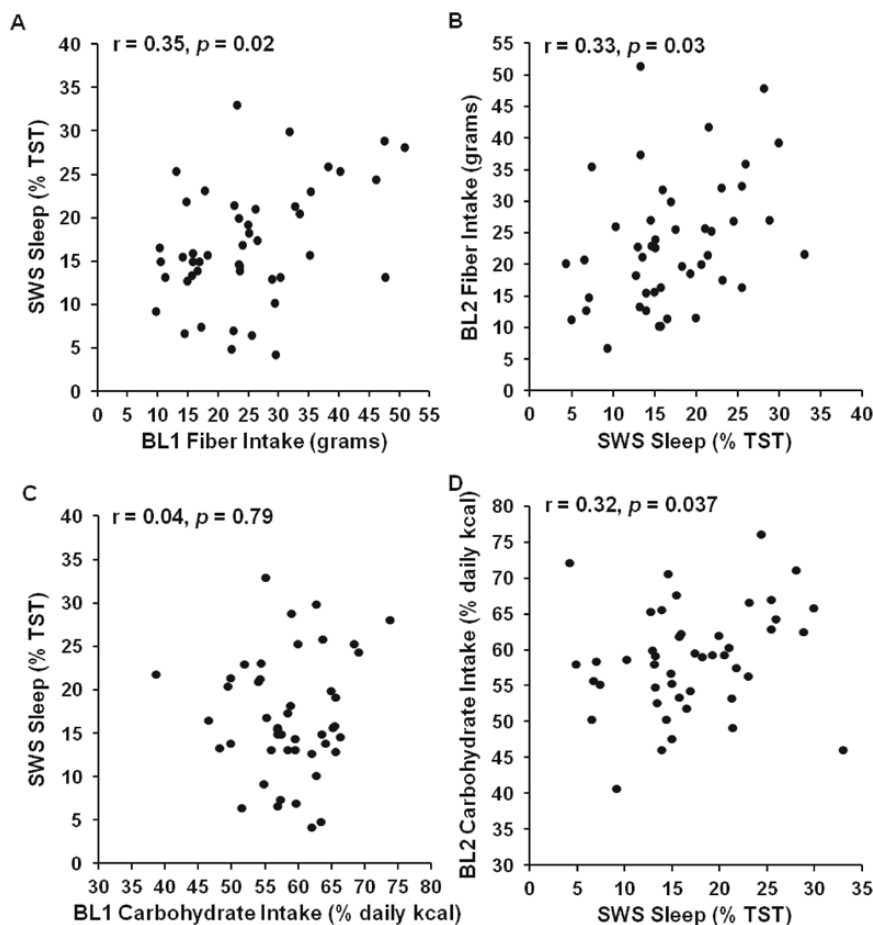 A
r = 0.35, p = 0.02
SWS Sleep (% TST)
40
35
30
25
20
15
10
5
0
0 5 10 15 20 25 30 35 40 45 50 55
BL1 Fiber Intake (grams)
B
r = 0.33, p = 0.03
BL2 Fiber Intake (grams)
55
50
45
40
35
30
25
20
15
10
5
0
0 5 10 15 20 25 30 35 40
SWS Sleep (% TST)
C
r = 0.04, p = 0.79
SWS Sleep (% TST)
40
35
30
25
20
15
10
5
0
30 35 40 45 50 55 60 65 70 75 80
BL1 Carbohydrate Intake (% daily kcal)
D
r = 0.32, p = 0.037
BL2 Carbohydrate Intake (% daily kcal)
80
75
70
65
60
55
50
45
40
35
30
0 5 10 15 20 25 30 35
SWS Sleep (% TST)